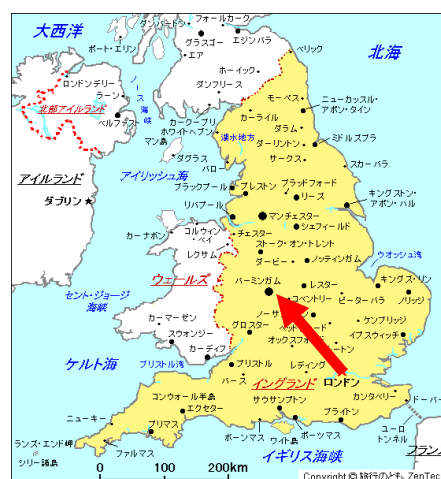 大西洋
ダンバートン
フォールカーク
グラスゴー
エジンバラ
ポート・エリン
エア
ベリック
北海
ロンドンデリー
ノース海峡
ホーイック
ダンフリース
ラーン
モーペス
北部アイルランド
ベルファスト
カークーブリ
ニューカッスル・
アポン・タイン
ホワイトヘブン
カーライル
マン島
ダラム
湖水地方
ダーリントン
ミドルズブラ
ダグラス
サークス
バロー
スカーバラ
アイリッシュ海
アイルランド
ブラックプール
プレストン
ブラッドフォード
リース
キングストン・
アポン・ハル
ダブリン
リバプール
マンチェスター
シェフィールド
コルウィン
ベイ
チェスター
カーナボン
レクサム
ストーク・オン・トレント
ウオッシュ湾
ダービー
ノッティンガム
ウェールズ
バーミンガム
キングス・リン
セント・ジョージ
海峡
レスター
コベントリー
ピーターバラ
ノリッジ
カーマーゼン
ノーサ
ケンブリッジ
スウォンジー
グロスター
ベッド
ード
イプスウィッチ
オックスフォー
ートン
ケルト海
カーディフ
ブリストル湾
ブリストル
レディング
バース
イングランド
ロンドン
コンウォール半島
カンタベリー
エクセター
サウサンプトン
ドーバー
ニューキー
プリマス
ブライトン
ユーロ
トンネル
ランズ・エンド岬
ボーンマス
ワイト島
ポーツマス
シリー諸島
ファルマス
イギリス海峡
フラン
0 100 200km
Copyright © 旅行のとも、ZenTec